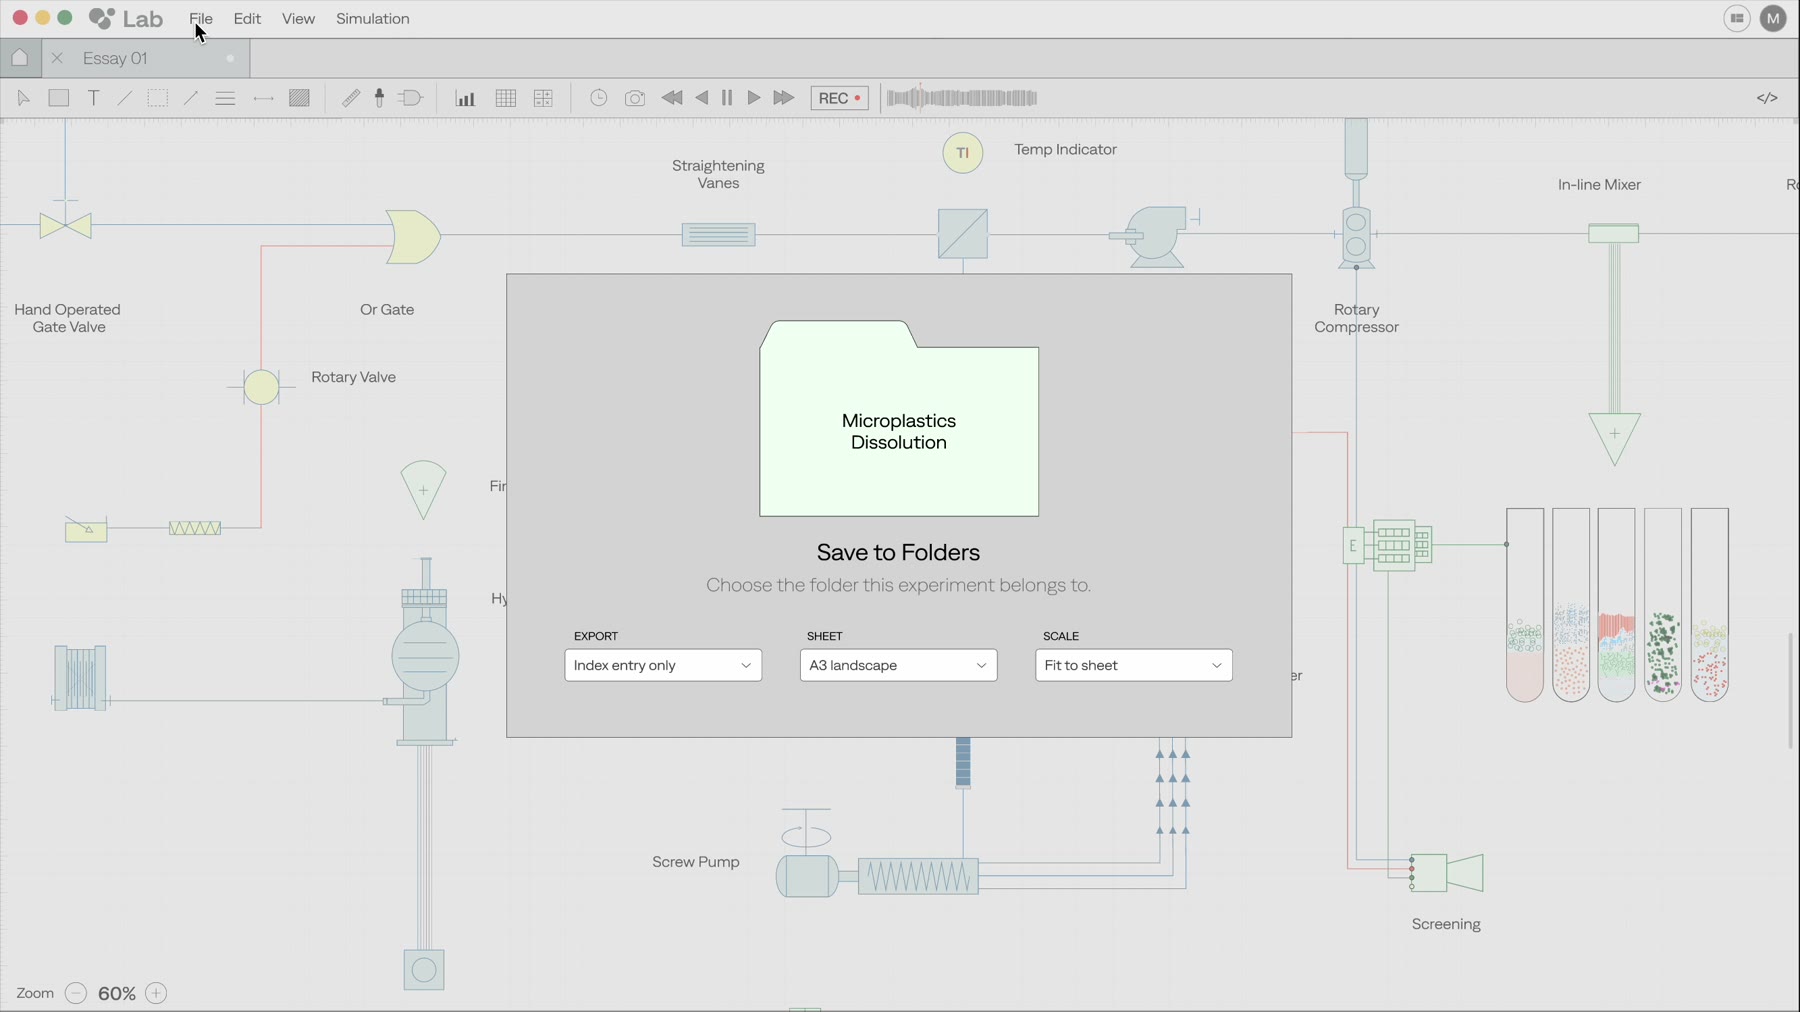 Lab
File
Edit
View
Simulation
M
Essay 01
T
REC
</>
TI
Temp Indicator
Straightening
Vanes
In-line Mixer
Hand Operated
Gate Valve
Or Gate
Rotary
Compressor
Rotary Valve
Microplastics
Dissolution
Save to Folders
Choose the folder this experiment belongs to.
EXPORT
SHEET
SCALE
Index entry only
A3 landscape
Fit to sheet
E
Screw Pump
Screening
Zoom
60%